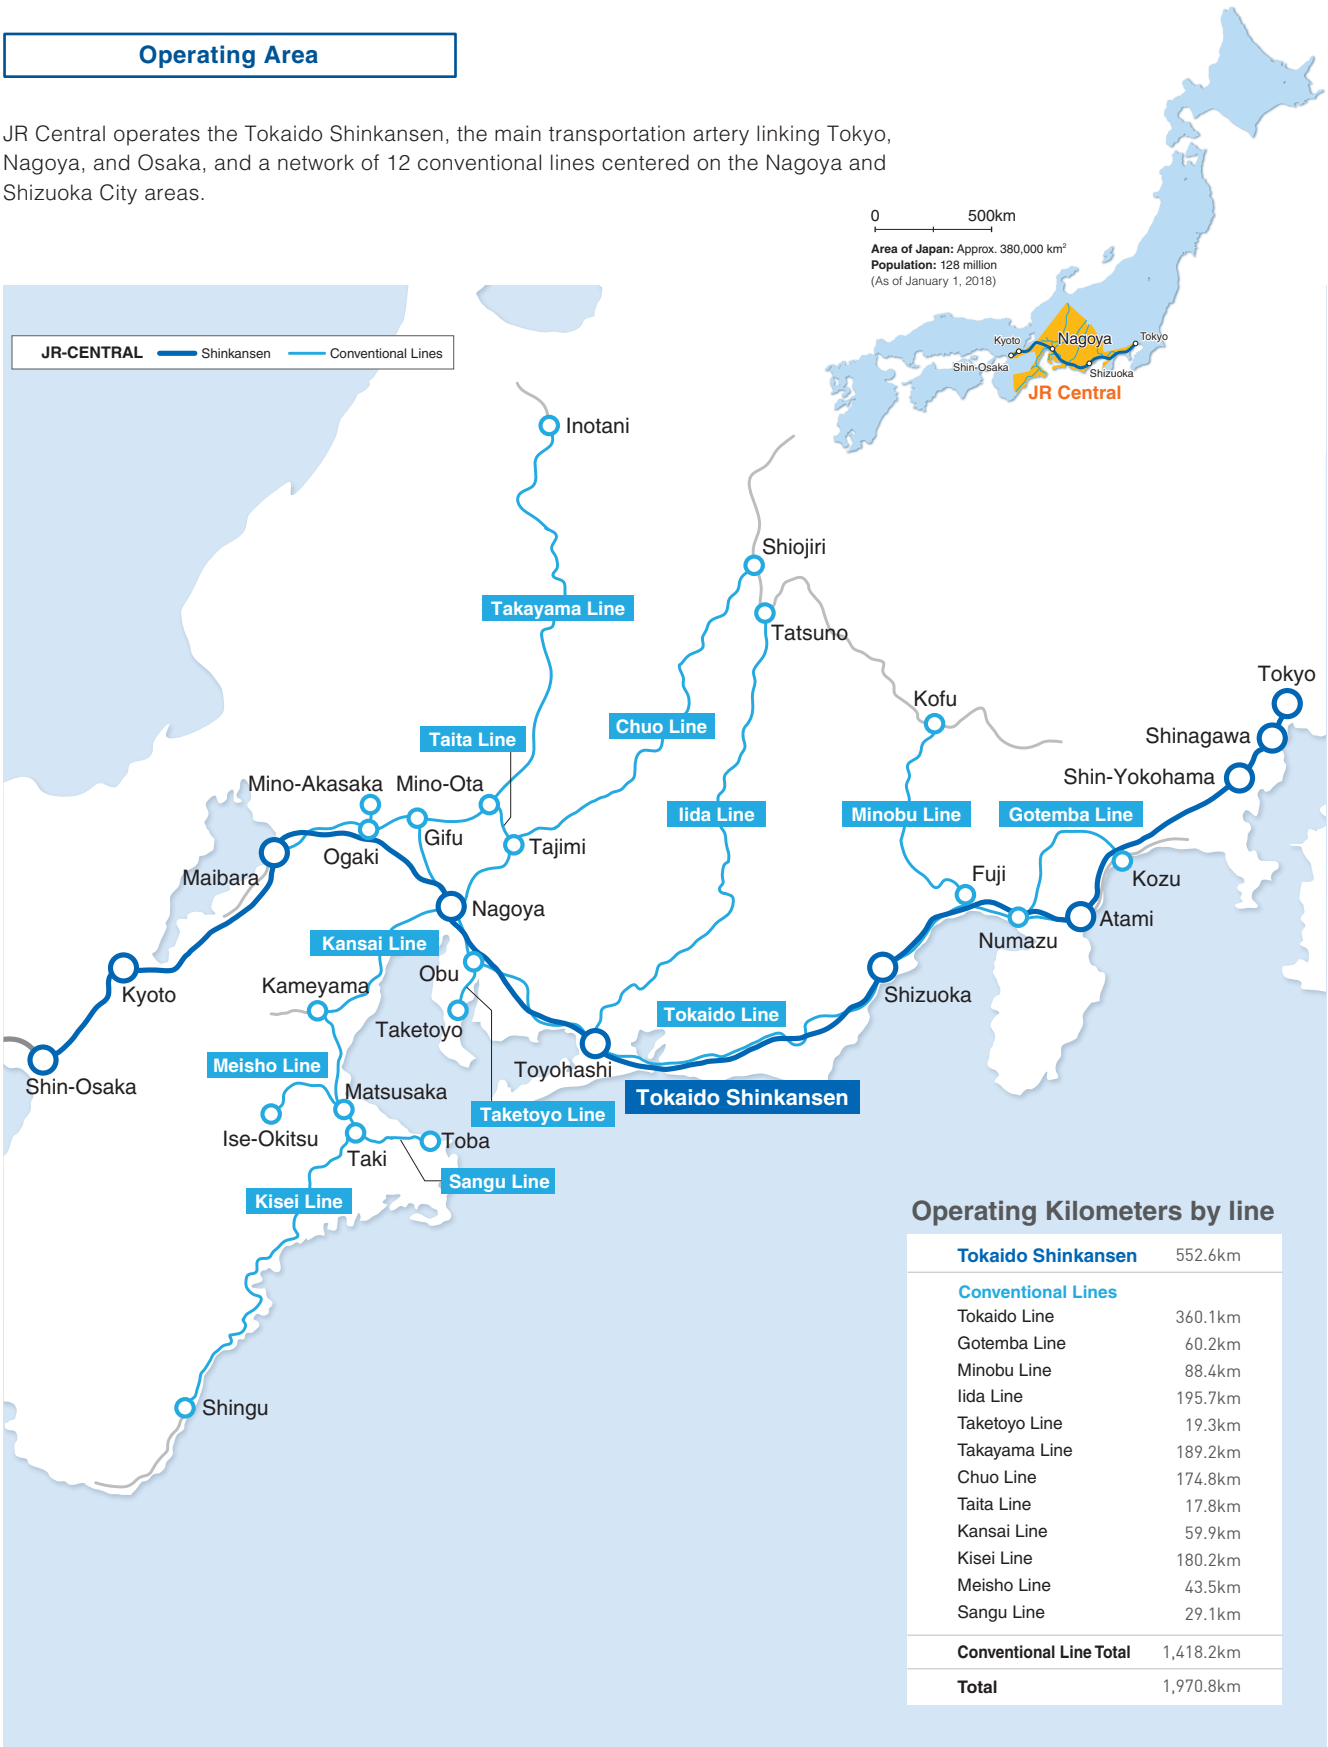 Operating Area
JR Central operates the Tokaido Shinkansen, the main transportation artery linking Tokyo,
Nagoya, and Osaka, and a network of 12 conventional lines centered on the Nagoya and
Shizuoka City areas.
0 500km
Area of Japan: Approx. 380,000 km²
Population: 128 million
(As of January 1, 2018)
Kyoto
Nagoya
Tokyo
Shin-Osaka
Shizuoka
JR Central
JR-CENTRAL Shinkansen Conventional Lines
Inotani
Shiojiri
Takayama Line
Tatsuno
Tokyo
Kofu
Chuo Line
Taita Line
Shinagawa
Shin-Yokohama
Mino-Akasaka
Mino-Ota
Iida Line
Minobu Line
Gotemba Line
Gifu
Ogaki
Tajimi
Maibara
Fuji
Kozu
Nagoya
Atami
Kansai Line
Numazu
Obu
Kameyama
Kyoto
Shizuoka
Tokaido Line
Taketoyo
Meisho Line
Toyohashi
Shin-Osaka
Matsusaka
Tokaido Shinkansen
Taketoyo Line
Ise-Okitsu
Toba
Taki
Sangu Line
Kisei Line
Shingu
Operating Kilometers by line
Tokaido Shinkansen 552.6km
Conventional Lines
Tokaido Line 360.1km
Gotemba Line 60.2km
Minobu Line 88.4km
Iida Line 195.7km
Taketoyo Line 19.3km
Takayama Line 189.2km
Chuo Line 174.8km
Taita Line 17.8km
Kansai Line 59.9km
Kisei Line 180.2km
Meisho Line 43.5km
Sangu Line 29.1km
Conventional Line Total 1,418.2km
Total 1,970.8km